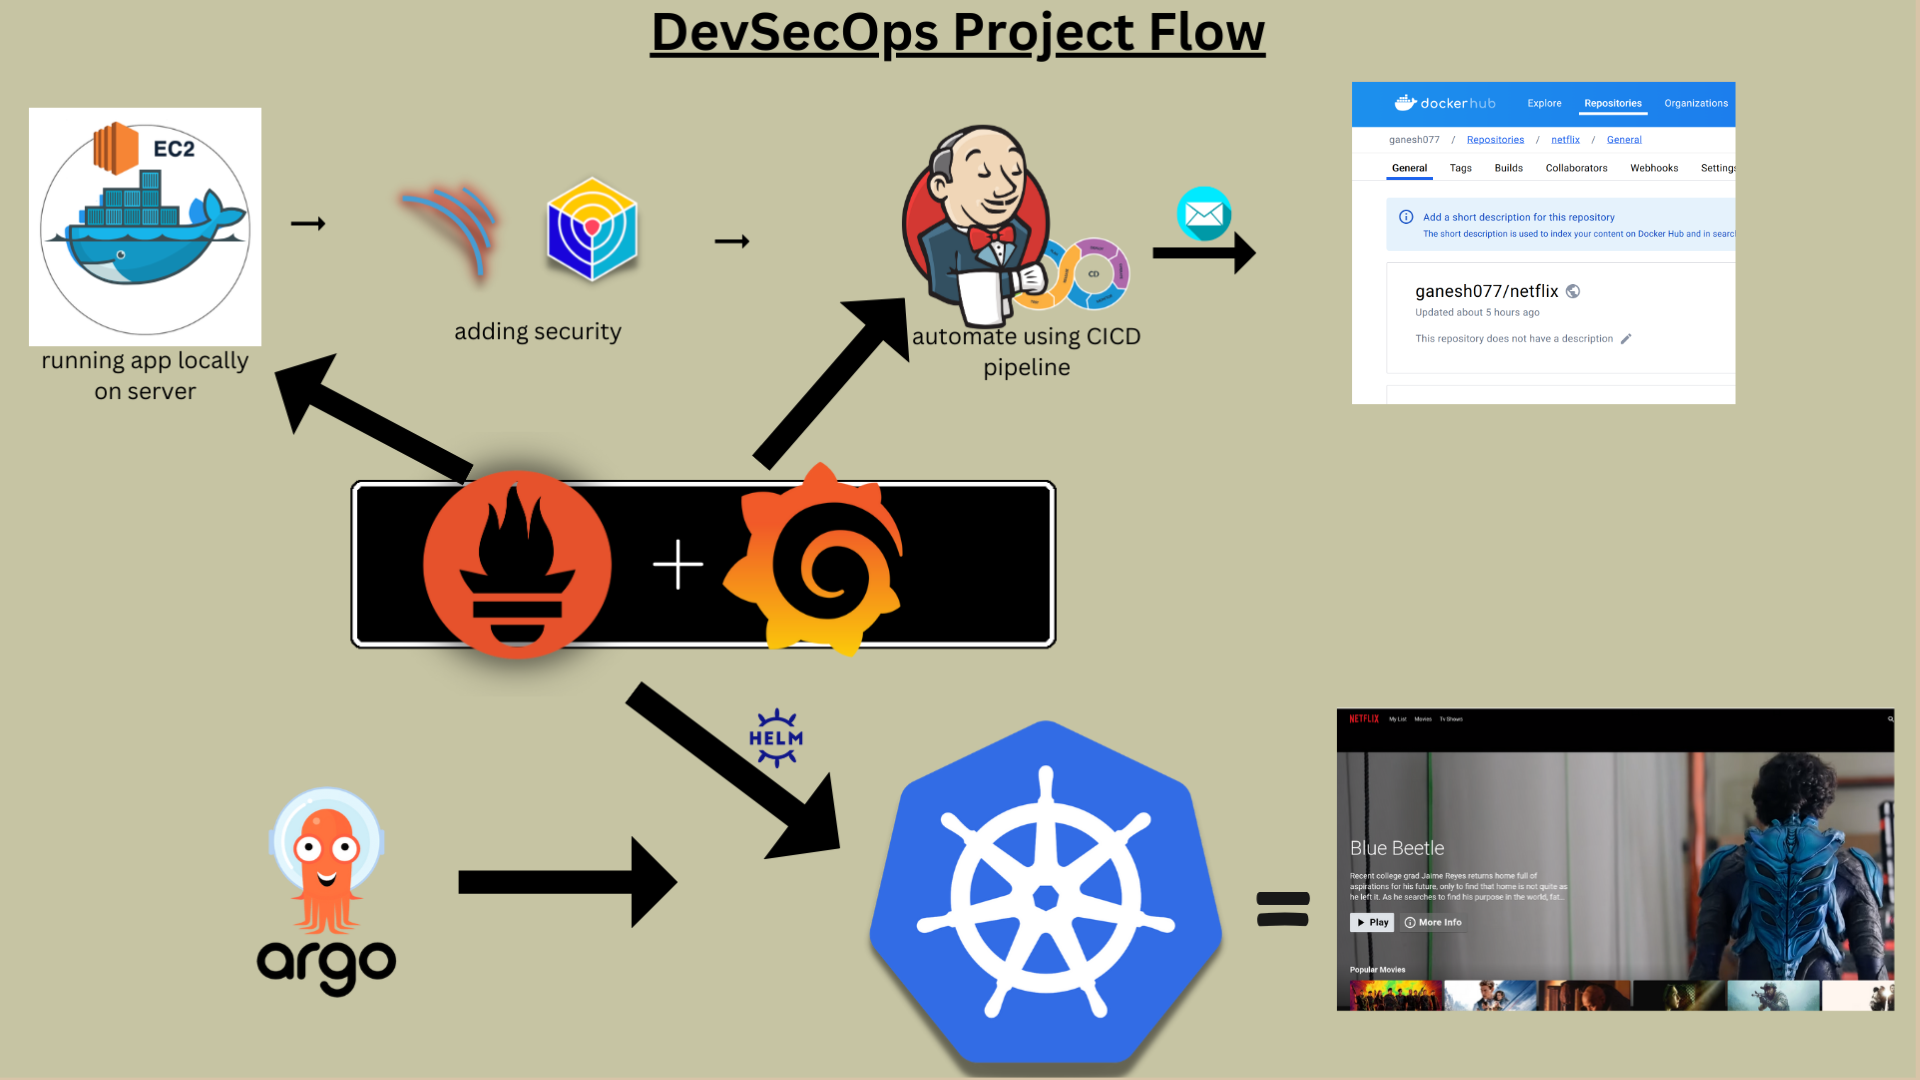 DevSecOps Project Flow
EC2
running app locally
on server
adding security
CD
automate using CICD
pipeline
dockerhub Explore Repositories Organizations
ganesh077 / Repositories / netflix / General
General Tags Builds Collaborators Webhooks Settings
Add a short description for this repository
The short description is used to index your content on Docker Hub and in searc
ganesh077/netflix
Updated about 5 hours ago
This repository does not have a description
HELM
argo
NETFLIX My List Movies Tv Shows
Blue Beetle
Recent college grad Jaime Reyes returns home full of
aspirations for his future, only to find that home is not quite as
he left it. As he searches to find his purpose in the world, fat...
Play More Info
Popular Movies